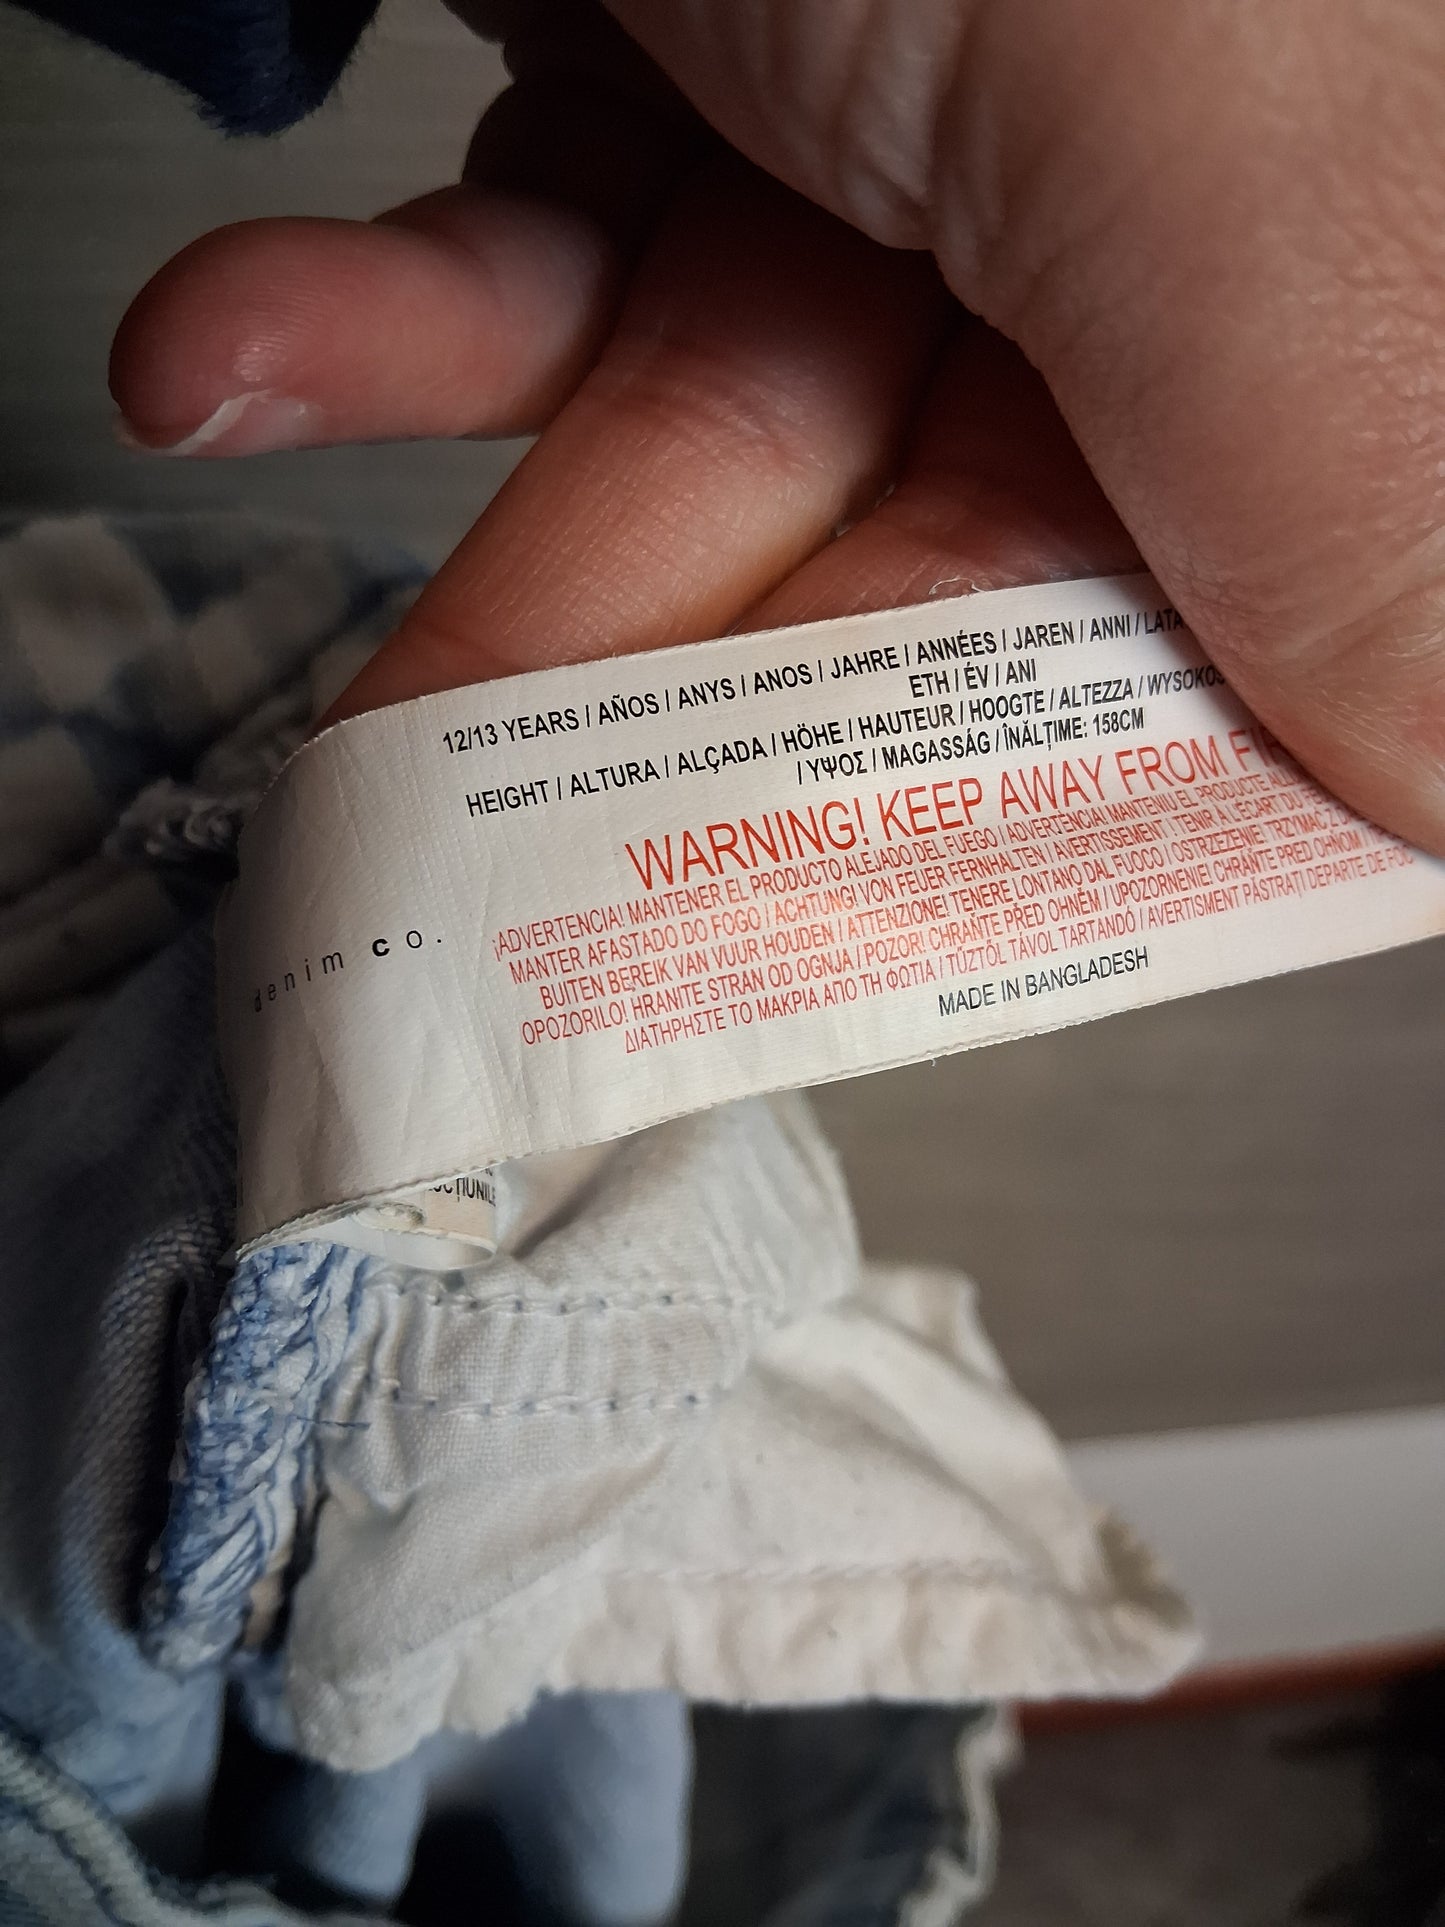 12/13 YEARS / AÑOS / ANYS / ANOS / JAHRE / ANNÉES / JAREN / ANNI / LATA
ETH / ÉV / ANI
HEIGHT / ALTURA / ALÇADA / HÖHE / HAUTEUR / HOOGTE / ALTEZZA / WYSOKOŚ
/ ΥΨΟΣ / MAGASSÁG / ÎNĂLȚIME: 158CM
WARNING! KEEP AWAY FROM
¡ADVERTENCIA! MANTENER EL PRODUCTO ALEJADO DEL FUEGO / ADVERTÈNCIA! MANTENIU EL PRODUCTE
MANTER AFASTADO DO FOGO / ACHTUNG! VON FEUER FERNHALTEN / AVERTISSEMENT ! TENIR À L'ÉCART DU
BUITEN BEREIK VAN VUUR HOUDEN / ATTENZIONE! TENERE LONTANO DAL FUOCO / OSTRZEŻENIE! TRZYMAĆ Z
OPOZORILO! HRANITE STRAN OD OGNJA / POZOR! CHRAŇTE PŘED OHNĚM / UPOZORNENIE! CHRÁŇTE PRED OHŇOM /
ΔΙΑΤΗΡΗΣΤΕ ΤΟ ΜΑΚΡΙΑ ΑΠΟ ΤΗ ΦΩΤΙΑ / TŰZTŐL TÁVOL TARTANDÓ / AVERTISMENT PĂSTRAȚI DEPARTE DE FOC
MADE IN BANGLADESH
denim co.